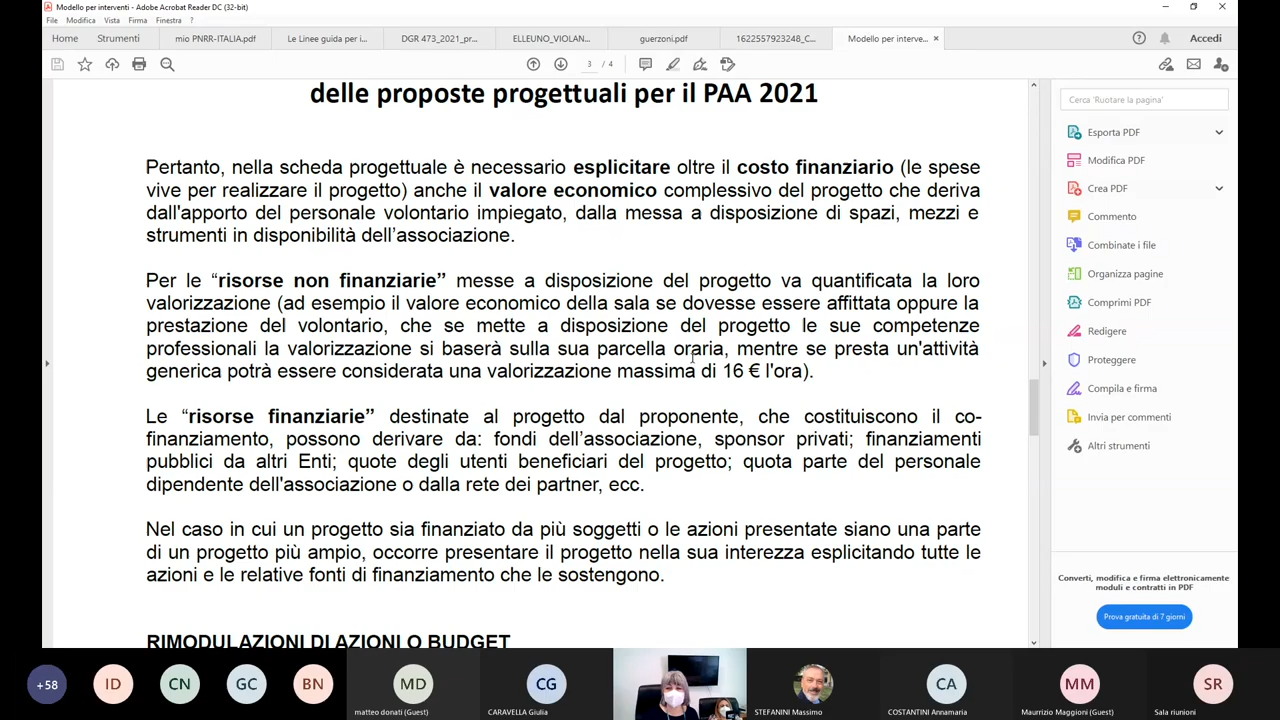 Modello per interventi - Adobe Acrobat Reader DC (32-bit)
File Modifica Vista Firma Finestra ?
Home Strumenti mio PNRR-ITALIA.pdf Le Linee guida per i... DGR 473_2021_pr... ELLEUNO_VIOLAN... guerzoni.pdf 1622557923248_C... Modello per interve... × Accedi
3 / 4
delle proposte progettuali per il PAA 2021
Pertanto, nella scheda progettuale è necessario esplicitare oltre il costo finanziario (le spese
vive per realizzare il progetto) anche il valore economico complessivo del progetto che deriva
dall'apporto del personale volontario impiegato, dalla messa a disposizione di spazi, mezzi e
strumenti in disponibilità dell'associazione.
Per le “risorse non finanziarie” messe a disposizione del progetto va quantificata la loro
valorizzazione (ad esempio il valore economico della sala se dovesse essere affittata oppure la
prestazione del volontario, che se mette a disposizione del progetto le sue competenze
professionali la valorizzazione si baserà sulla sua parcella oraria, mentre se presta un'attività
generica potrà essere considerata una valorizzazione massima di 16 € l'ora).
Le “risorse finanziarie” destinate al progetto dal proponente, che costituiscono il co-
finanziamento, possono derivare da: fondi dell'associazione, sponsor privati; finanziamenti
pubblici da altri Enti; quote degli utenti beneficiari del progetto; quota parte del personale
dipendente dell'associazione o dalla rete dei partner, ecc.
Nel caso in cui un progetto sia finanziato da più soggetti o le azioni presentate siano una parte
di un progetto più ampio, occorre presentare il progetto nella sua interezza esplicitando tutte le
azioni e le relative fonti di finanziamento che le sostengono.
RIMODULAZIONI DI AZIONI O BUDGET
Cerca 'Ruotare la pagina'
Esporta PDF
Modifica PDF
Crea PDF
Commento
Combinate i file
Organizza pagine
Comprimi PDF
Redigere
Proteggere
Compila e firma
Invia per commenti
Altri strumenti
Converti, modifica e firma elettronicamente
moduli e contratti in PDF
Prova gratuita di 7 giorni
+58 ID CN GC BN MD CG CA MM SR
matteo donati (Guest) CARAVELLA Giulia STEFANINI Massimo COSTANTINI Annamaria Maurizio Maggioni (Guest) Sala riunioni